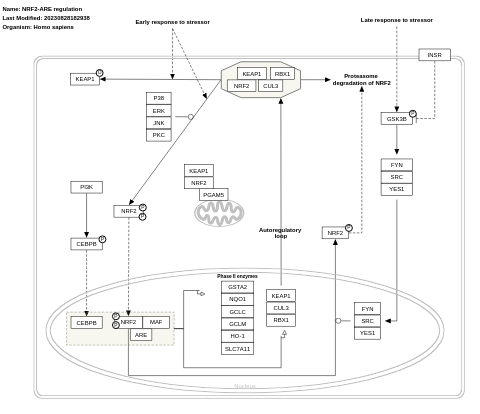 Name: NRF2-ARE regulation
Last Modified: 20230828182938
Organism: Homo sapiens
Early response to stressor
Late response to stressor
INSR
KEAP1
P
KEAP1
RBX1
NRF2
CUL3
Proteasome
degradation of NRF2
P38
ERK
JNK
PKC
GSK3B
P
KEAP1
NRF2
PGAM5
FYN
SRC
YES1
PI3K
NRF2
P
P
CEBPB
P
Autoregulatory
loop
NRF2
P
Phase II enzymes
GSTA2
NQO1
GCLC
GCLM
HO-1
SLC7A11
KEAP1
CUL3
RBX1
FYN
SRC
YES1
CEBPB
P
P
NRF2
MAF
ARE
Nucleus